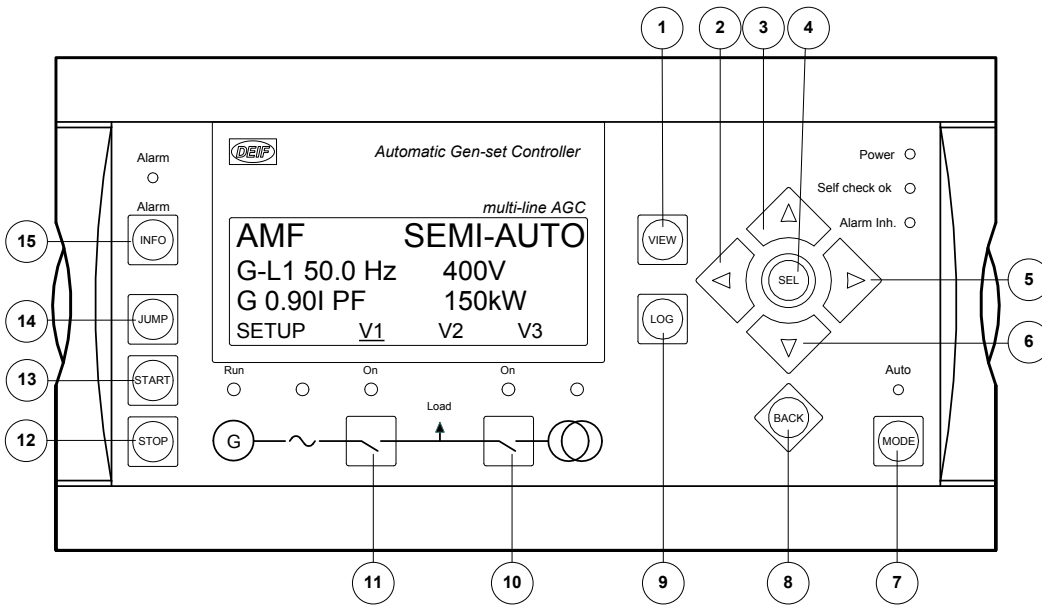 1 2 3 4
Alarm
Alarm
DEIF Automatic Gen-set Controller
multi-line AGC
AMF SEMI-AUTO
G-L1 50.0 Hz 400V
G 0.90I PF 150kW
SETUP V1 V2 V3
Power
Self check ok
Alarm Inh.
15 INFO
VIEW
SEL 5
14 JUMP
LOG
6
13 START
Run On On
Auto
Load
12 STOP
G
BACK
MODE
11 10 9 8 7